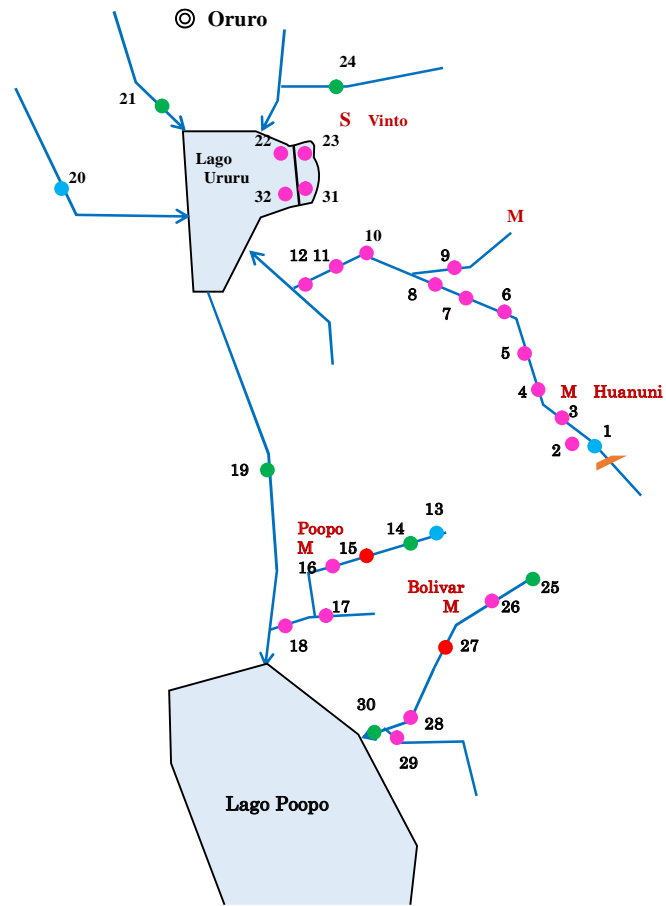 Oruro
24
21
S Vinto
22 23
Lago
Ururu
20
32 31
M
10
12 11 9
8
7 6
5
4 M Huanuni
3
1
2
19
13
Poopo
M 15 14
16
Bolivar 25
M 26
17
18 27
30
28
29
Lago Poopo